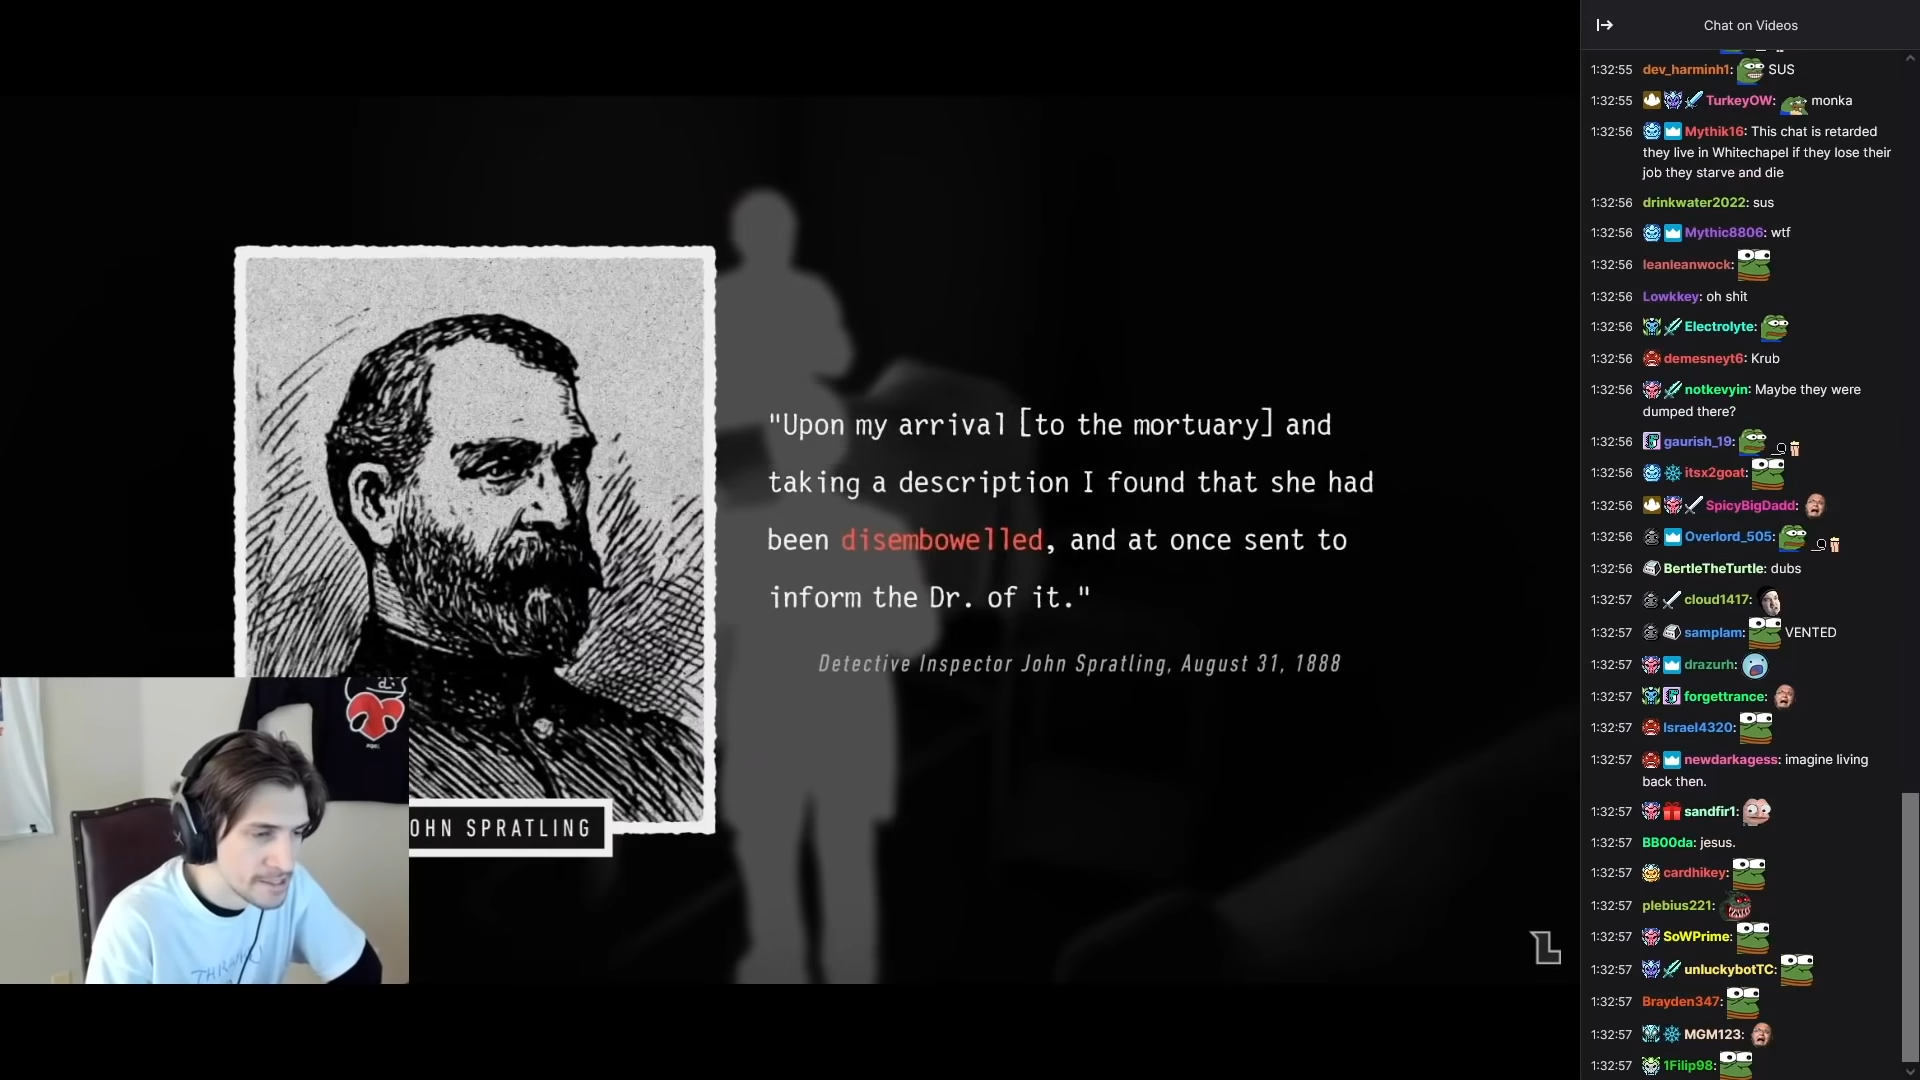 "Upon my arrival [to the mortuary] and
taking a description I found that she had
been disembowelled, and at once sent to
inform the Dr. of it."
Detective Inspector John Spratling, August 31, 1888
OHN SPRATLING
Chat on Videos
1:32:55 dev_harminh1: SUS
1:32:55 TurkeyOW: monka
1:32:56 Mythik16: This chat is retarded
they live in Whitechapel if they lose their
job they starve and die
1:32:56 drinkwater2022: sus
1:32:56 Mythic8806: wtf
1:32:56 leanleanwock:
1:32:56 Lowkkey: oh shit
1:32:56 Electrolyte:
1:32:56 demesneyt6: Krub
1:32:56 notkevyin: Maybe they were
dumped there?
1:32:56 gaurish_19:
1:32:56 itsx2goat:
1:32:56 SpicyBigDadd:
1:32:56 Overlord_505:
1:32:56 BertleTheTurtle: dubs
1:32:57 cloud1417:
1:32:57 samplam: VENTED
1:32:57 drazurh:
1:32:57 forgettrance:
1:32:57 Israel4320:
1:32:57 newdarkagess: imagine living
back then.
1:32:57 sandfir1:
1:32:57 BB00da: jesus.
1:32:57 cardhikey:
1:32:57 plebius221:
1:32:57 SoWPrime:
1:32:57 unluckybotTC:
1:32:57 Brayden347:
1:32:57 MGM123:
1:32:57 1Filip98: